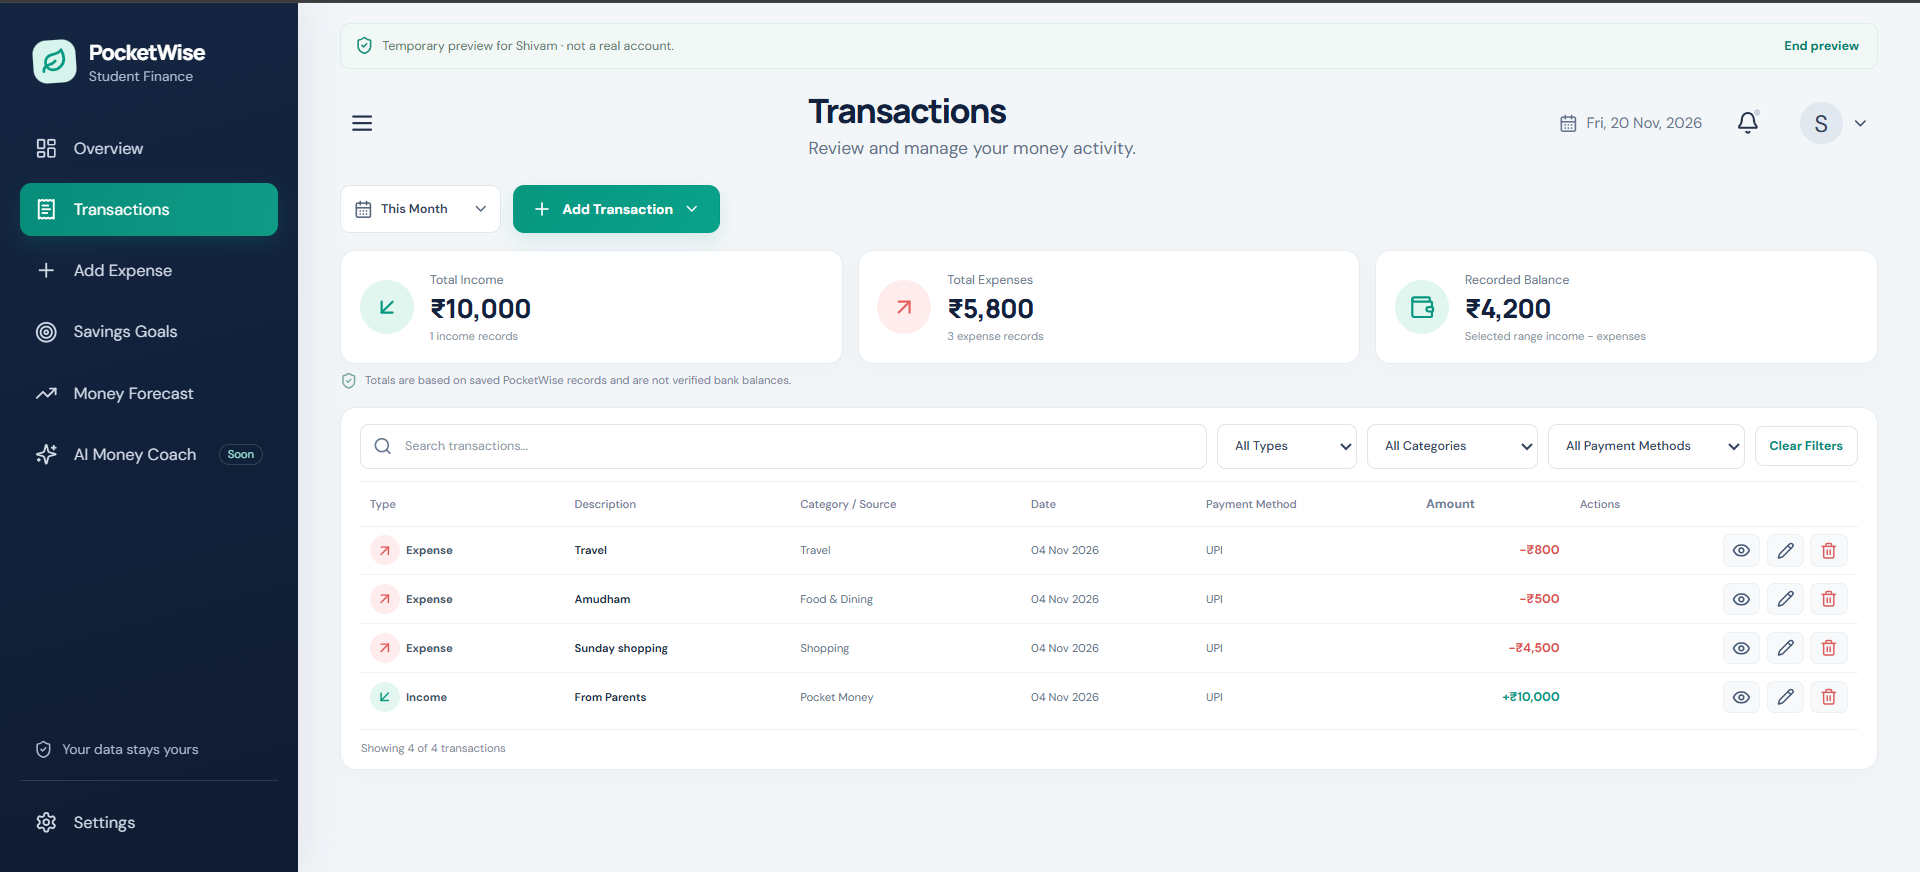 PocketWise
Student Finance
Overview
Transactions
Add Expense
Savings Goals
Money Forecast
AI Money Coach Soon
Your data stays yours
Settings
Temporary preview for Shivam · not a real account. End preview
Transactions
Review and manage your money activity.
Fri, 20 Nov, 2026 S
This Month Add Transaction
Total Income
₹10,000
1 income records
Total Expenses
₹5,800
3 expense records
Recorded Balance
₹4,200
Selected range income − expenses
Totals are based on saved PocketWise records and are not verified bank balances.
Search transactions... All Types All Categories All Payment Methods Clear Filters
Type Description Category / Source Date Payment Method Amount Actions
Expense Travel Travel 04 Nov 2026 UPI −₹800
Expense Amudham Food & Dining 04 Nov 2026 UPI −₹500
Expense Sunday shopping Shopping 04 Nov 2026 UPI −₹4,500
Income From Parents Pocket Money 04 Nov 2026 UPI +₹10,000
Showing 4 of 4 transactions